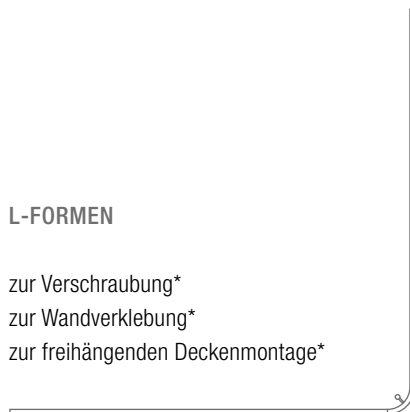 L-FORMEN
zur Verschraubung*
zur Wandverklebung*
zur freihängenden Deckenmontage*